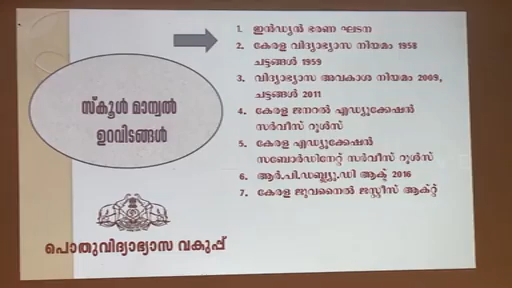 സ്കൂൾ മാന്വൽ
ഉറവിടങ്ങൾ
1. ഇൻഡ്യൻ ഭരണ ഘടന
2. കേരള വിദ്യാഭ്യാസ നിയമം 1958
ചട്ടങ്ങൾ 1959
3. വിദ്യാഭ്യാസ അവകാശ നിയമം 2009,
ചട്ടങ്ങൾ 2011
4. കേരള ജനറൽ എഡ്യൂക്കേഷൻ
സർവീസ് റൂൾസ്
5. കേരള എഡ്യൂക്കേഷൻ
സബോർഡിനേറ്റ് സർവീസ് റൂൾസ്
6. ആർ.പി.ഡബ്ല്യു.ഡി ആക്ട് 2016
7. കേരള ജുവനൈൽ ജസ്റ്റീസ് ആക്റ്റ്
പൊതുവിദ്യാഭ്യാസ വകുപ്പ്